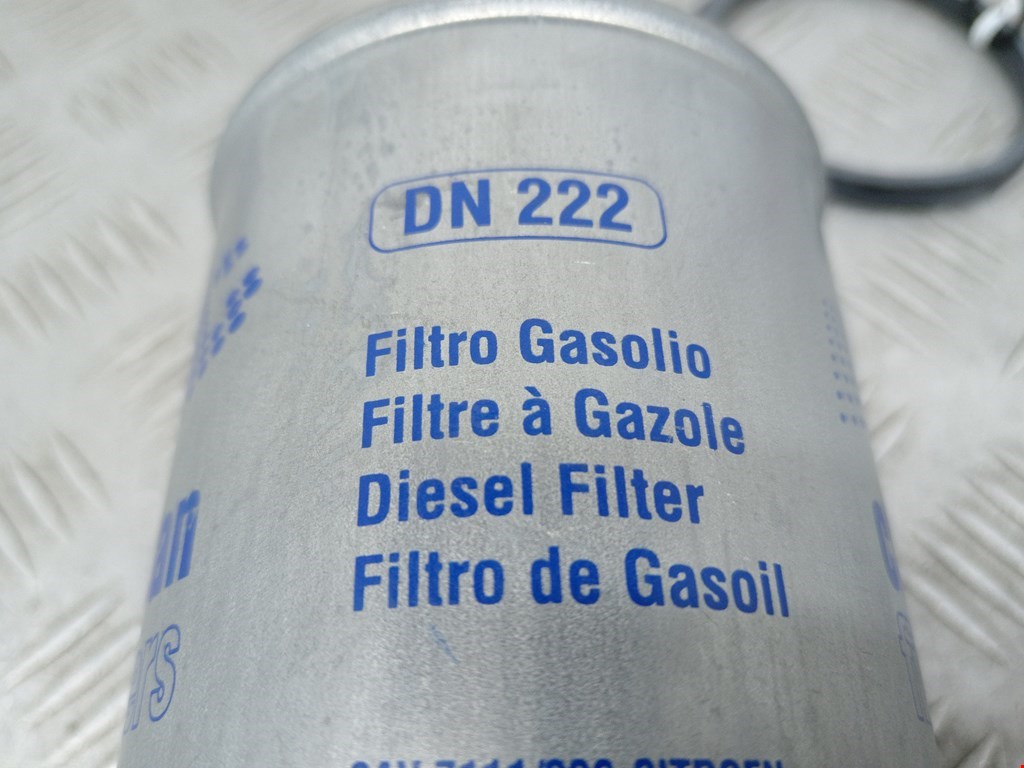 DN 222
Filtro Gasolio
Filtre à Gazole
Diesel Filter
Filtro de Gasoil